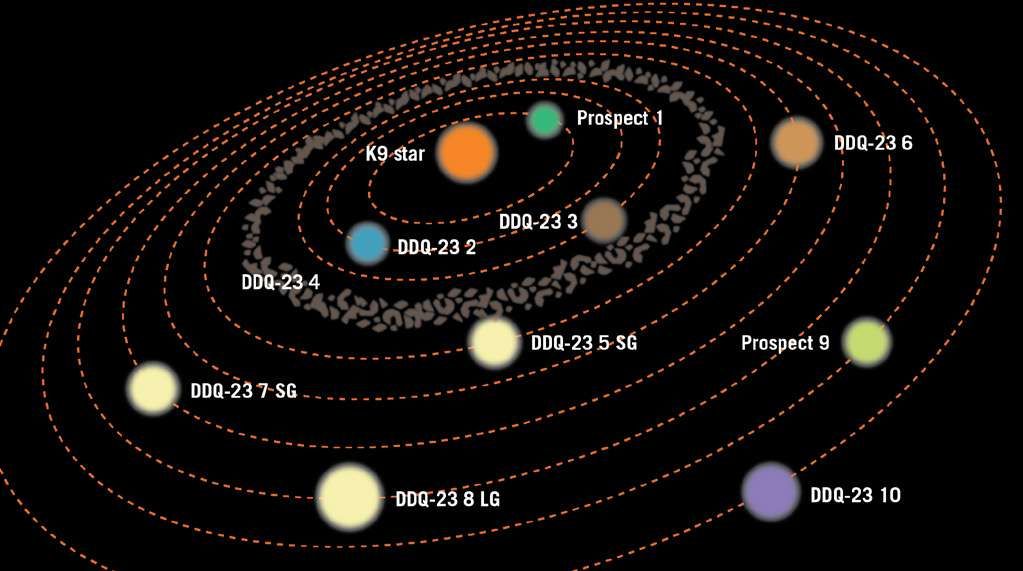 Prospect 1
DDQ-23 6
K9 star
DDQ-23 3
DDQ-23 2
DDQ-23 4
DDQ-23 5 SG
Prospect 9
DDQ-23 7 SG
DDQ-23 8 LG
DDQ-23 10